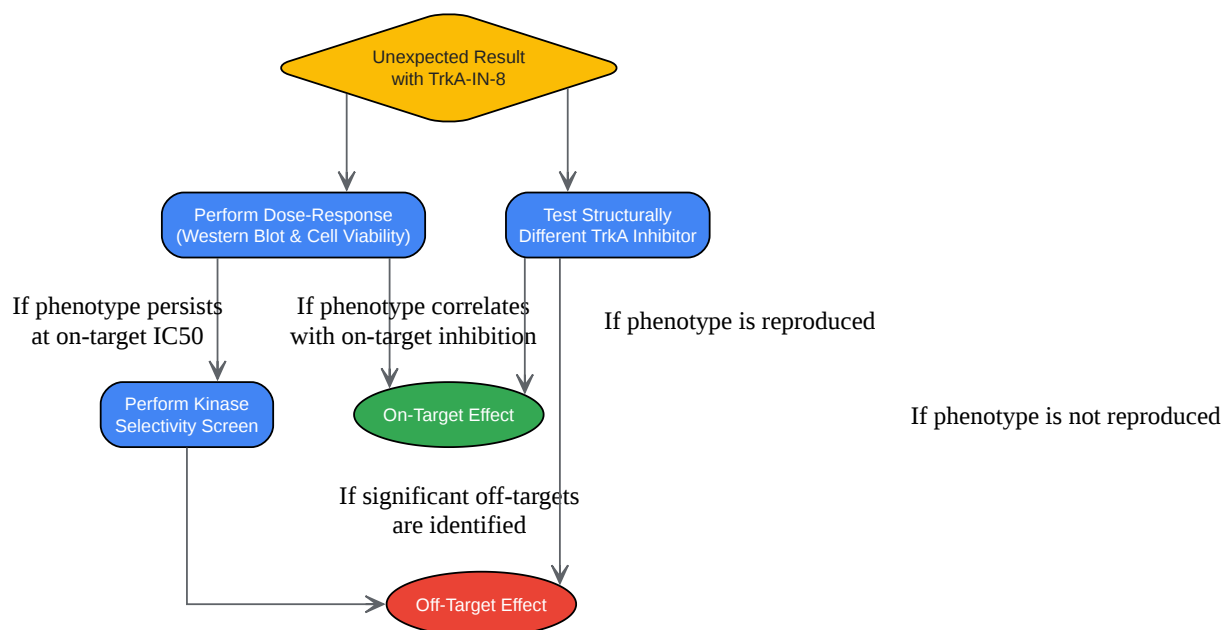 Unexpected Result
with TrkA-IN-8
Perform Dose-Response
(Western Blot & Cell Viability)
Test Structurally
Different TrkA Inhibitor
If phenotype persists
at on-target IC50
If phenotype correlates
with on-target inhibition
If phenotype is reproduced
Perform Kinase
Selectivity Screen
On-Target Effect
If phenotype is not reproduced
If significant off-targets
are identified
Off-Target Effect